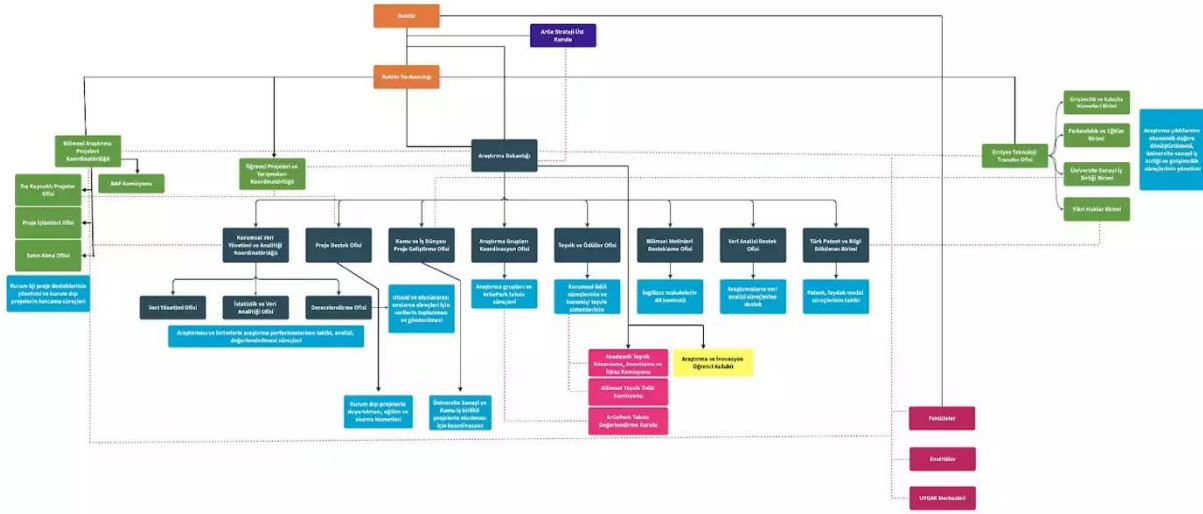 Rektör
ArGe Strateji Üst
Kurulu
Rektör Yardımcılığı
Bilimsel Araştırma
Projeleri
Koordinatörlüğü
BAP Komisyonu
Dış Kaynaklı Projeler
Ofisi
Proje İşlemleri Ofisi
Satın Alma Ofisi
Kurum içi proje desteklerinin
yönetimi ve kurum dışı
projelerin harcama süreçleri
Öğrenci Projeleri ve
Yarışmaları
Koordinatörlüğü
Araştırma Dekanlığı
Erciyes Teknoloji
Transfer Ofisi
Girişimcilik ve Kuluçka
Hizmetleri Birimi
Farkındalık ve Eğitim
Birimi
Üniversite Sanayi İş
Birliği Birimi
Fikri Haklar Birimi
Araştırma çıktılarının
ekonomik değere
dönüştürülmesi,
üniversite sanayi iş
birliği ve girişimcilik
süreçlerinin yönetimi
Kurumsal Veri
Yönetimi ve Analitiği
Koordinatörlüğü
Proje Destek Ofisi
Kamu ve İş Dünyası
Proje Geliştirme Ofisi
Araştırma Grupları
Koordinasyon Ofisi
Teşvik ve Ödüller Ofisi
Bilimsel Metinleri
Destekleme Ofisi
Veri Analizi Destek
Ofisi
Türk Patent ve Bilgi
Döküman Birimi
Veri Yönetimi Ofisi
İstatistik ve Veri
Analitiği Ofisi
Derecelendirme Ofisi
Ulusal ve uluslararası
sıralama süreçleri için
verilerin toplanması
ve gönderilmesi
Araştırma grupları ve
ArGePark tahsis
süreçleri
Kurumsal ödül
süreçlerinin ve
teşvik sistemlerinin
İngilizce makalelerin
dil kontrolü
Araştırmaların veri
analizi süreçlerine
destek
Patent, faydalı model
süreçlerinin takibi
Araştırmacı ve birimlerin araştırma performansının takibi, analizi,
değerlendirilmesi süreçleri
Akademik Teşvik
Düzenleme, Denetleme ve
İtiraz Komisyonu
Bilimsel Teşvik Ödül
Komisyonu
ArGePark Tahsis
Değerlendirme Kurulu
Araştırma ve İnovasyon
Öğrenci Kulübü
Kurum dışı projelerin
duyurulması, eğitim ve
hizmetleri
Üniversite Sanayi ve
Kamu iş birlikli
projelerin
için koordinasyon
Fakülteler
Enstitüler
UYGAR Merkezleri